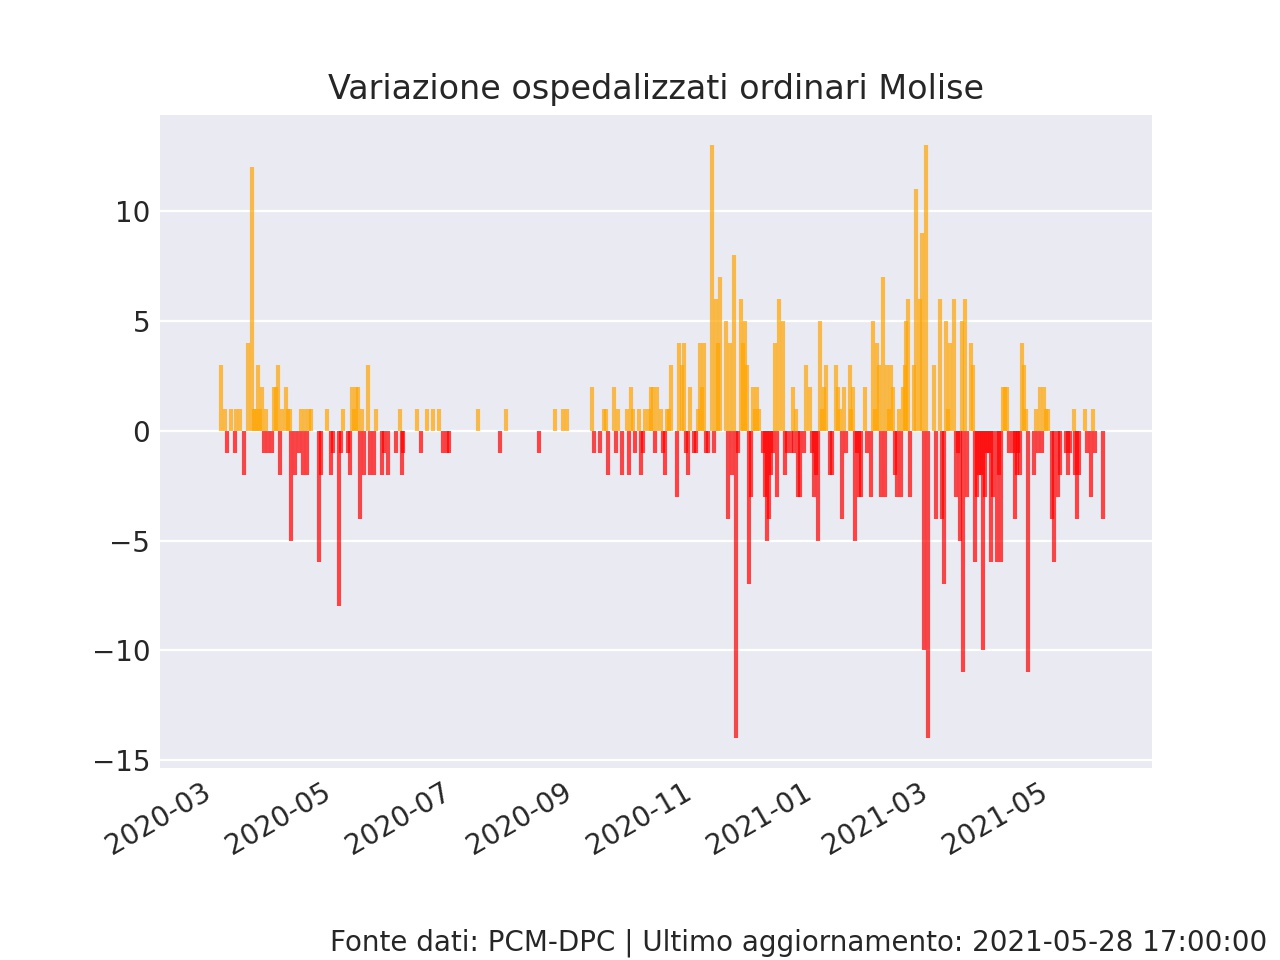 Variazione ospedalizzati ordinari Molise
10
5
0
−5
−10
−15
2020-03 2020-05 2020-07 2020-09 2020-11 2021-01 2021-03 2021-05
Fonte dati: PCM-DPC | Ultimo aggiornamento: 2021-05-28 17:00:00